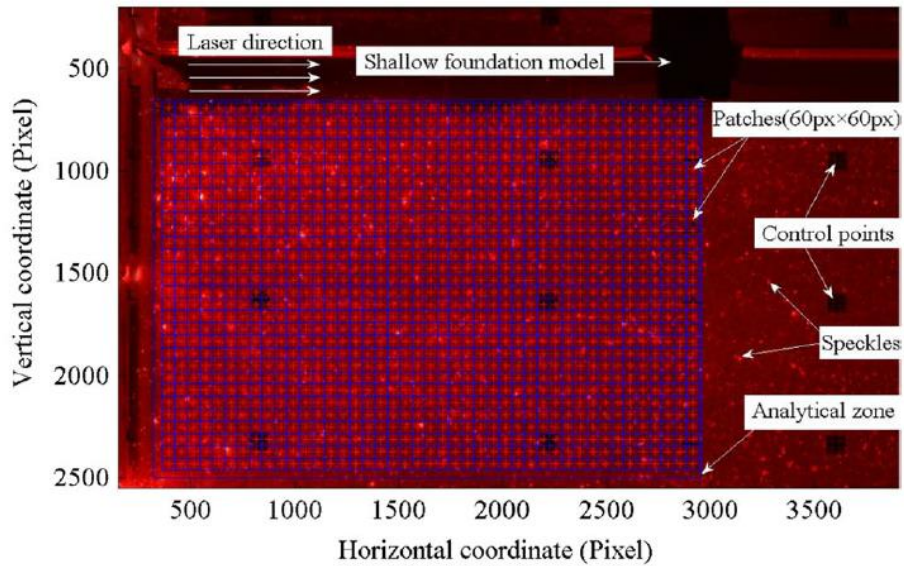 Laser direction
Shallow foundation model
Patches(60px×60px)
Control points
Speckles
Analytical zone
500
1000
1500
2000
2500
Vertical coordinate (Pixel)
500
1000
1500
2000
2500
3000
3500
Horizontal coordinate (Pixel)